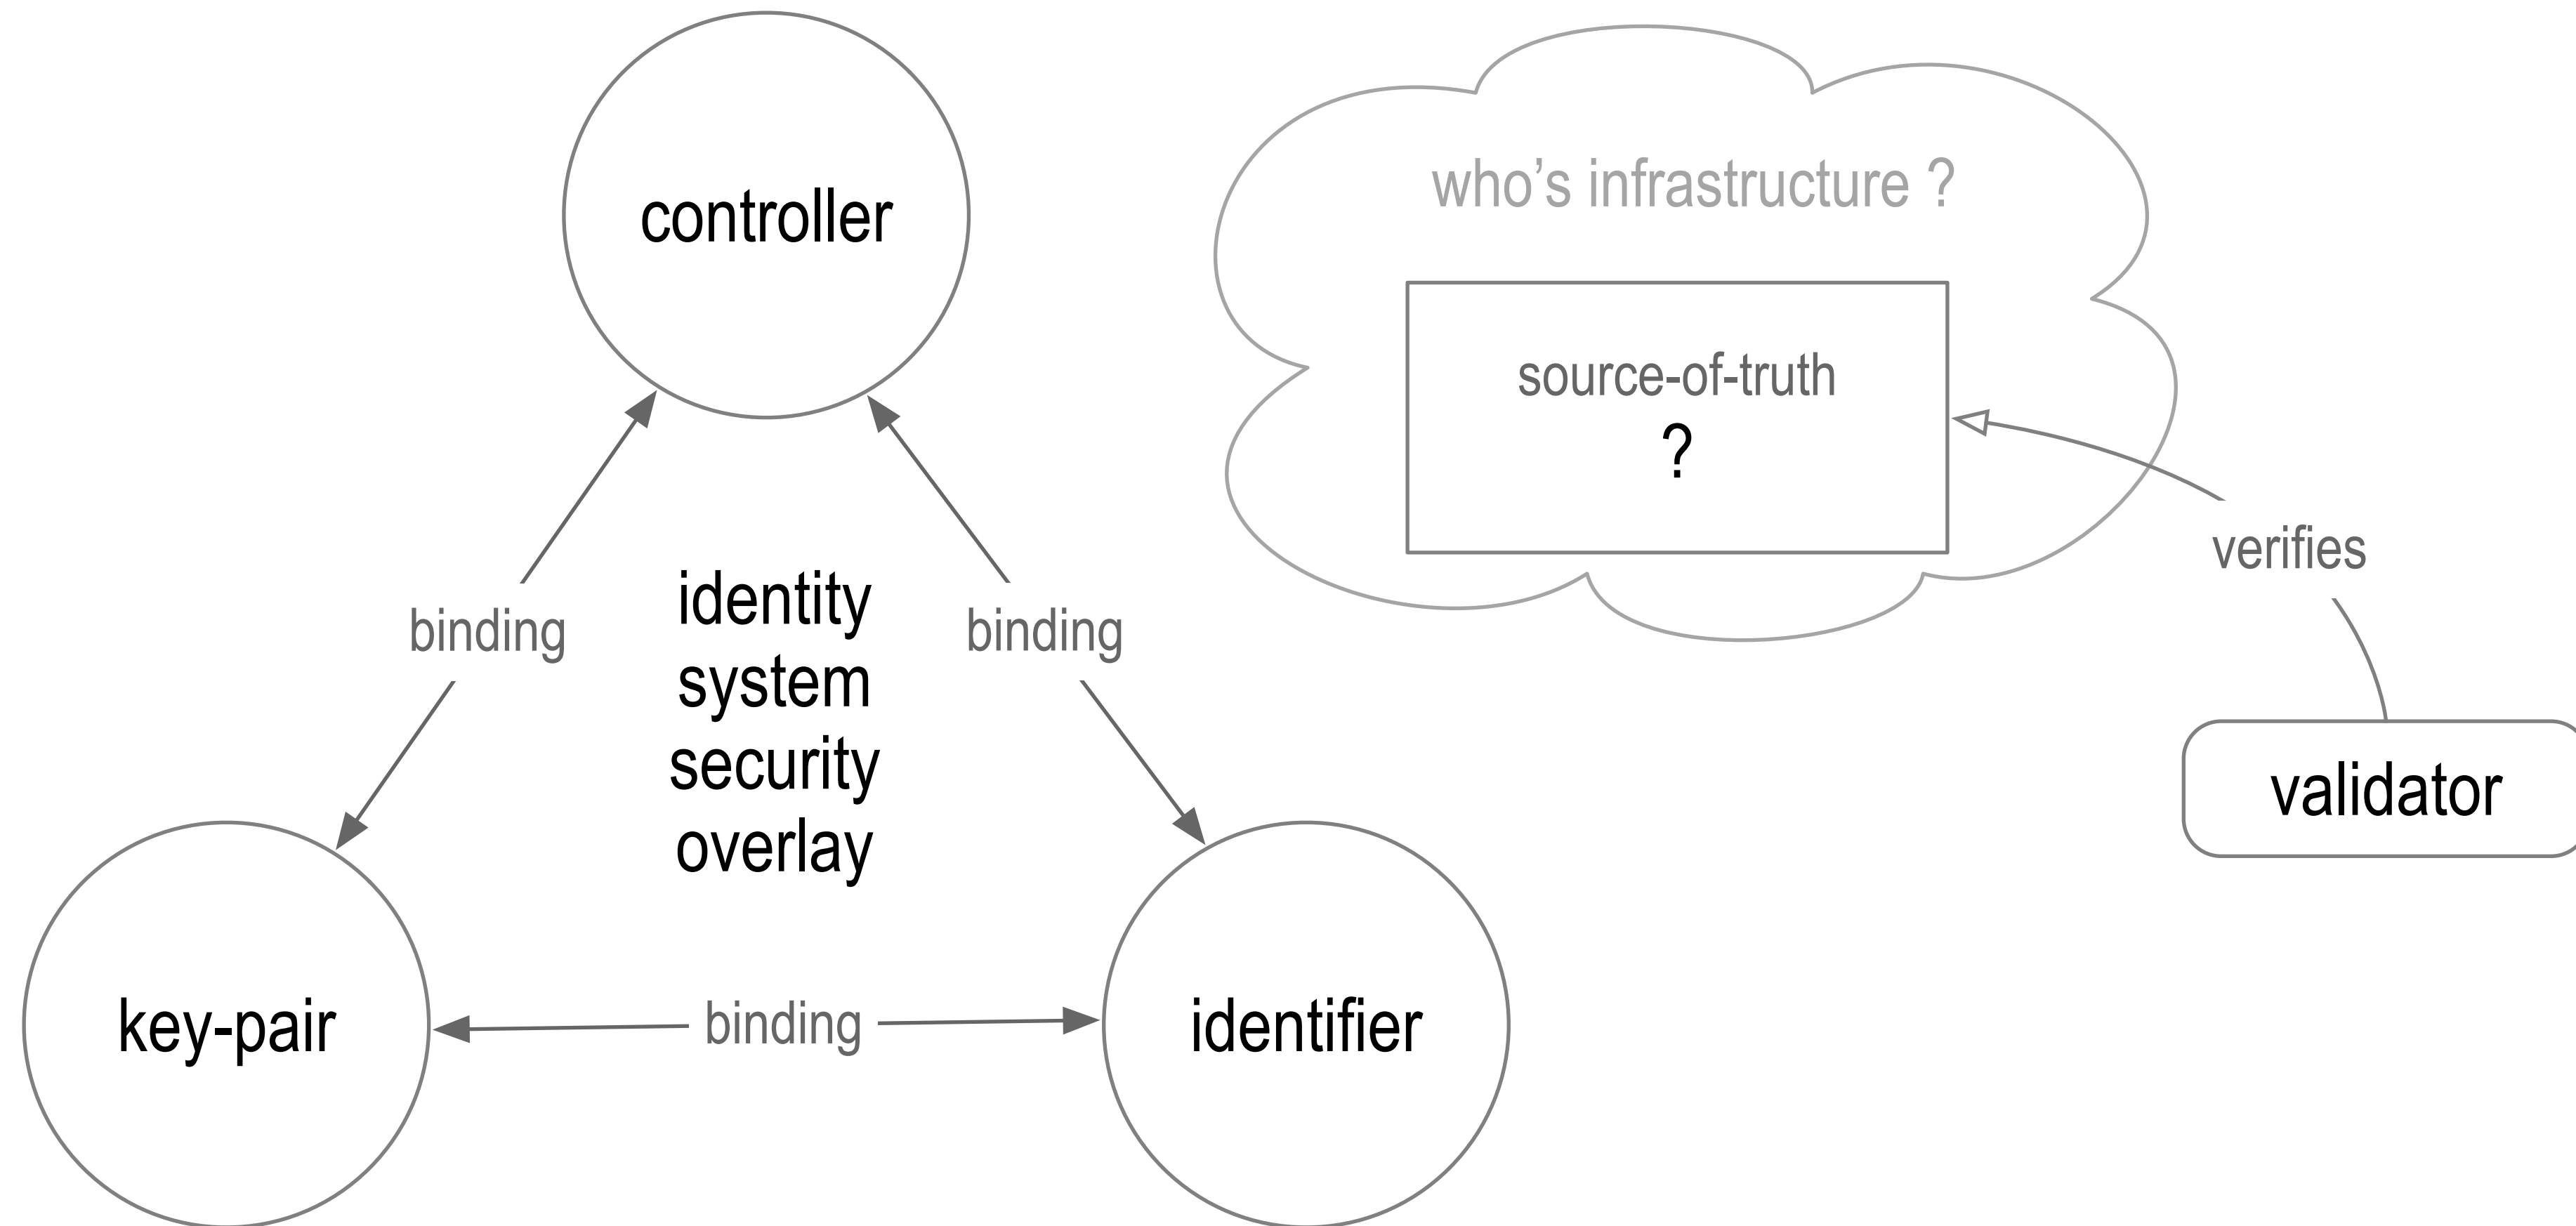 controller
who’s infrastructure ?
source-of-truth
?
verifies
binding
identity
system
security
overlay
binding
validator
key-pair
binding
identifier